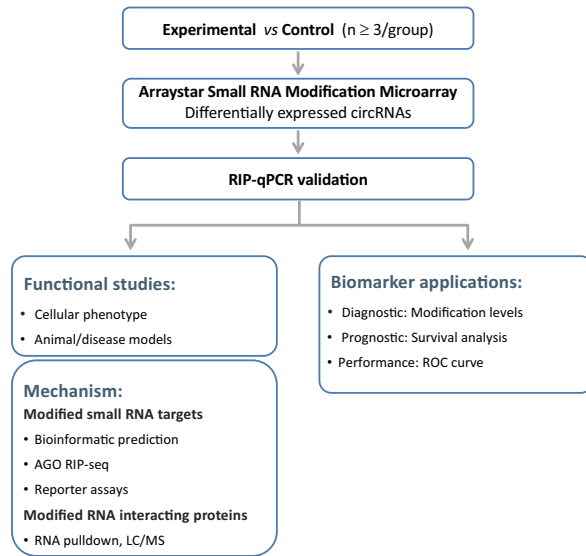 Experimental vs Control (n ≥ 3/group)
Arraystar Small RNA Modification Microarray
Differentially expressed circRNAs
RIP-qPCR validation
Functional studies:
• Cellular phenotype
• Animal/disease models
Mechanism:
Modified small RNA targets
• Bioinformatic prediction
• AGO RIP-seq
• Reporter assays
Modified RNA interacting proteins
• RNA pulldown, LC/MS
Biomarker applications:
• Diagnostic: Modification levels
• Prognostic: Survival analysis
• Performance: ROC curve